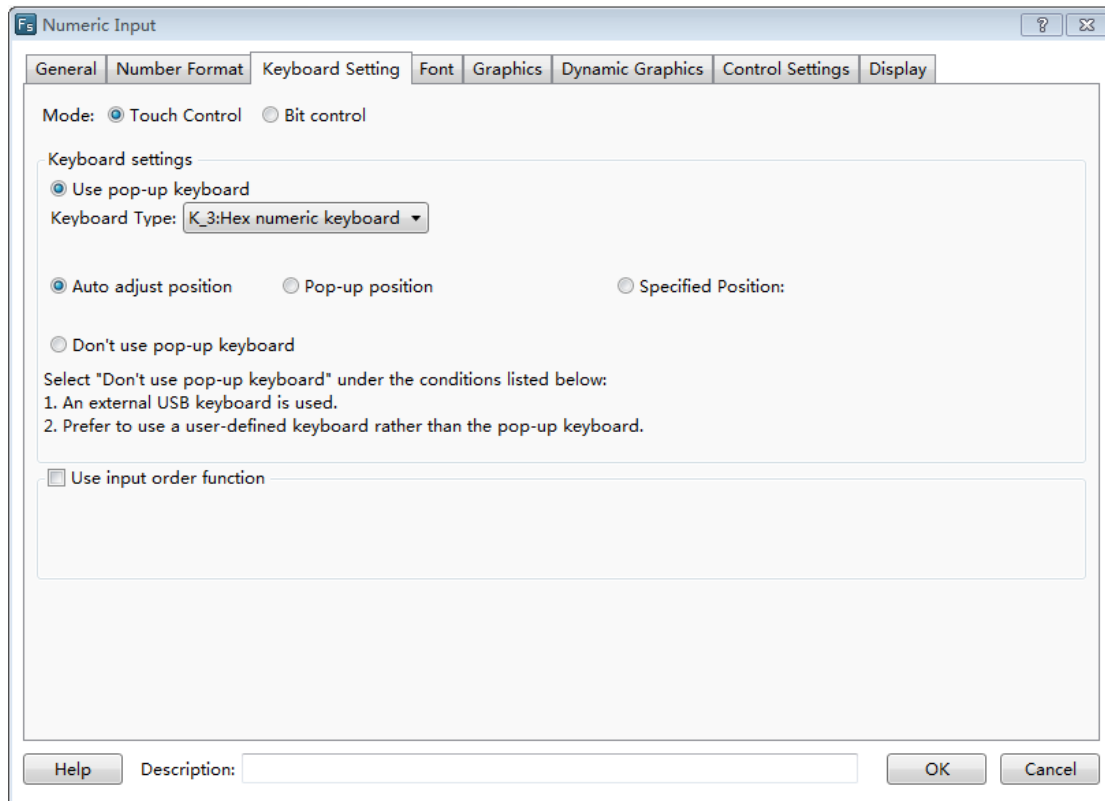 Fs Numeric Input
General Number Format Keyboard Setting Font Graphics Dynamic Graphics Control Settings Display
Mode: Touch Control Bit control
Keyboard settings
Use pop-up keyboard
Keyboard Type: K_3:Hex numeric keyboard
Auto adjust position Pop-up position Specified Position:
Don't use pop-up keyboard
Select "Don't use pop-up keyboard" under the conditions listed below:
1. An external USB keyboard is used.
2. Prefer to use a user-defined keyboard rather than the pop-up keyboard.
Use input order function
Help Description: OK Cancel